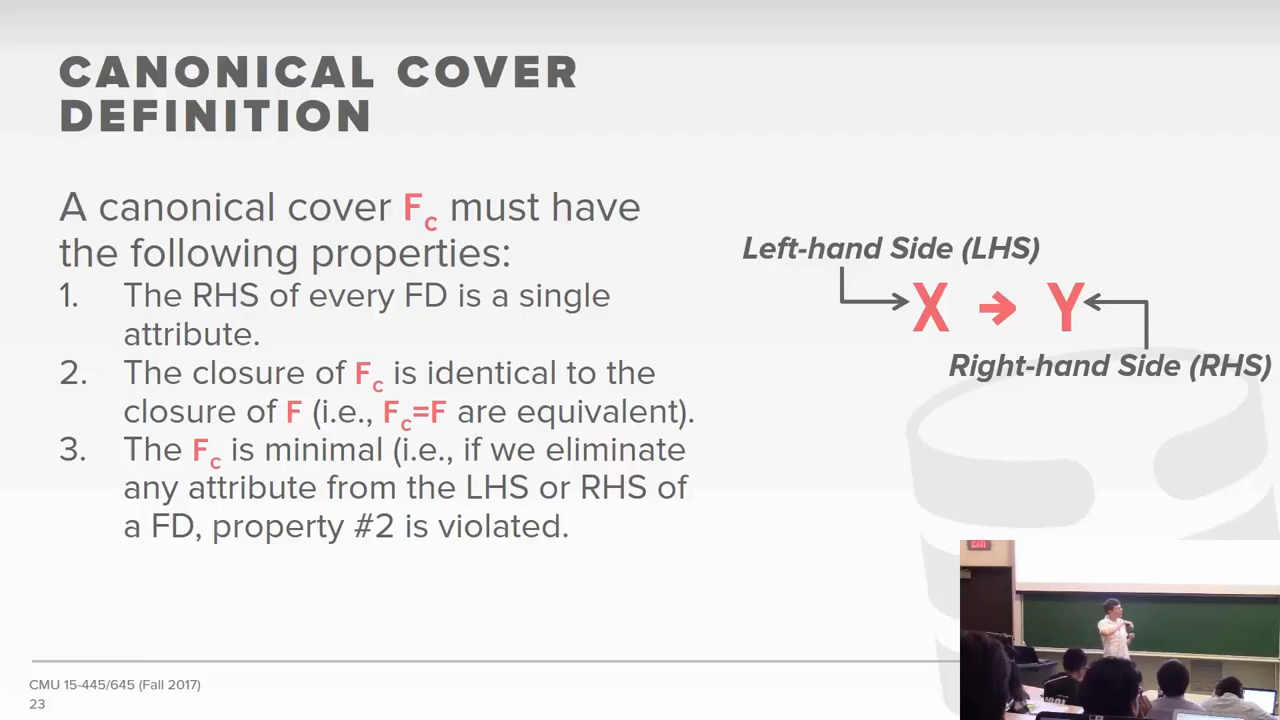 CANONICAL COVER
DEFINITION
A canonical cover Fc must have
the following properties:
1. The RHS of every FD is a single
attribute.
2. The closure of Fc is identical to the
closure of F (i.e., Fc=F are equivalent).
3. The Fc is minimal (i.e., if we eliminate
any attribute from the LHS or RHS of
a FD, property #2 is violated.
Left-hand Side (LHS)
X → Y
Right-hand Side (RHS)
EXIT
CMU 15-445/645 (Fall 2017)
23